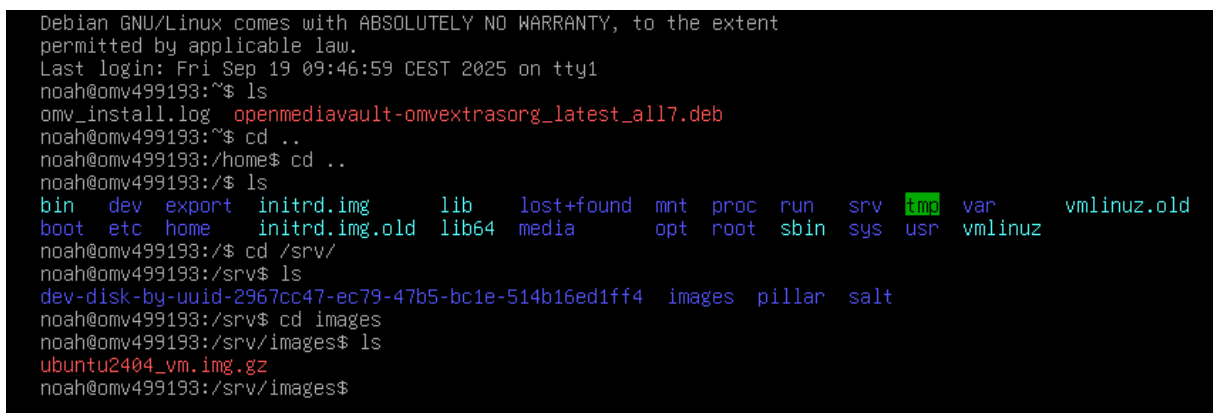 Debian GNU/Linux comes with ABSOLUTELY NO WARRANTY, to the extent
permitted by applicable law.
Last login: Fri Sep 19 09:46:59 CEST 2025 on tty1
noah@omv499193:~$ ls
omv_install.log  openmediavault-omvextrasorg_latest_all7.deb
noah@omv499193:~$ cd ..
noah@omv499193:/home$ cd ..
noah@omv499193:/$ ls
bin   dev  export  initrd.img      lib    lost+found  mnt  proc  run   srv  tmp  var      vmlinuz.old
boot  etc  home    initrd.img.old  lib64  media       opt  root  sbin  sys  usr  vmlinuz
noah@omv499193:/$ cd /srv/
noah@omv499193:/srv$ ls
dev-disk-by-uuid-2967cc47-ec79-47b5-bc1e-514b16ed1ff4  images  pillar  salt
noah@omv499193:/srv$ cd images
noah@omv499193:/srv/images$ ls
ubuntu2404_vm.img.gz
noah@omv499193:/srv/images$